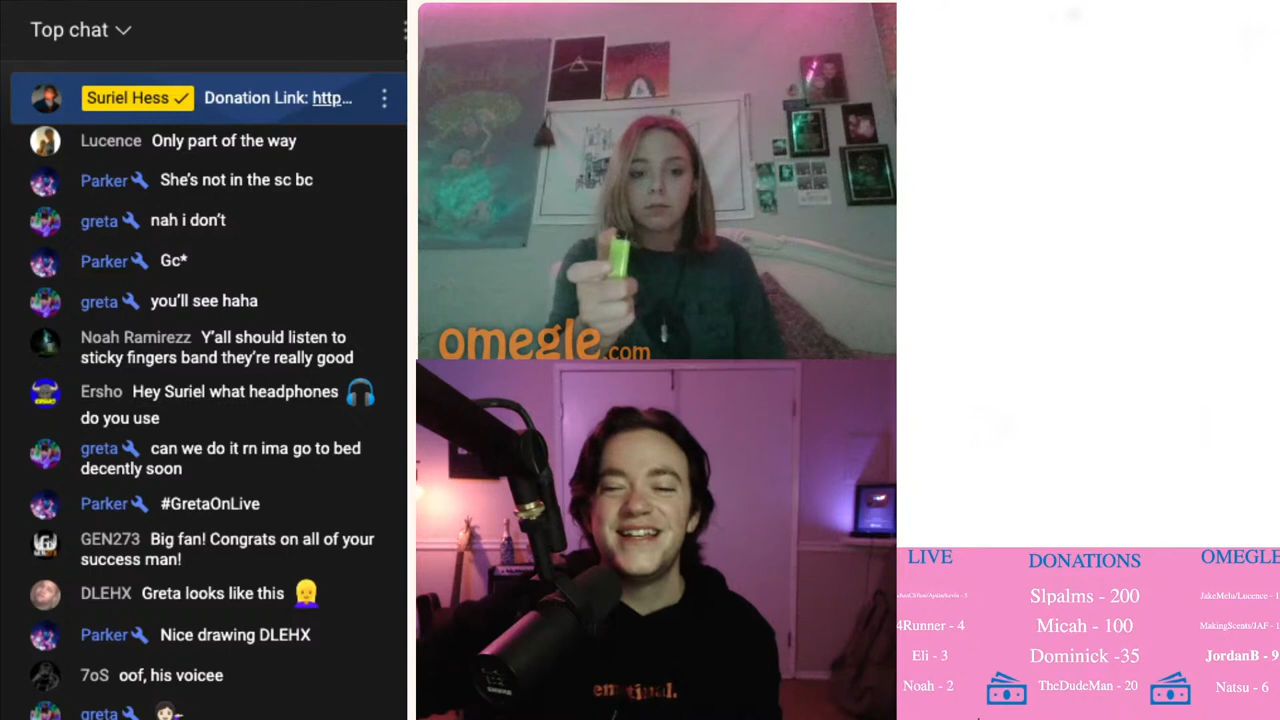 Top chat
Suriel Hess Donation Link: http...
Lucence Only part of the way
Parker She's not in the sc bc
greta nah i don't
Parker Gc*
greta you'll see haha
Noah Ramirezz Y'all should listen to
sticky fingers band they're really good
Ersho Hey Suriel what headphones
do you use
greta can we do it rn ima go to bed
decently soon
Parker #GretaOnLive
GEN273 Big fan! Congrats on all of your
success man!
DLEHX Greta looks like this
Parker Nice drawing DLEHX
7oS oof, his voicee
greta
omegle.com
LIVE
4Runner - 4
Eli - 3
Noah - 2
DONATIONS
Slpalms - 200
Micah - 100
Dominick -35
TheDudeMan - 20
OMEGLE
JakeMelu/Lucence - 1
MakingScents/JAF - 1
JordanB - 9
Natsu - 6